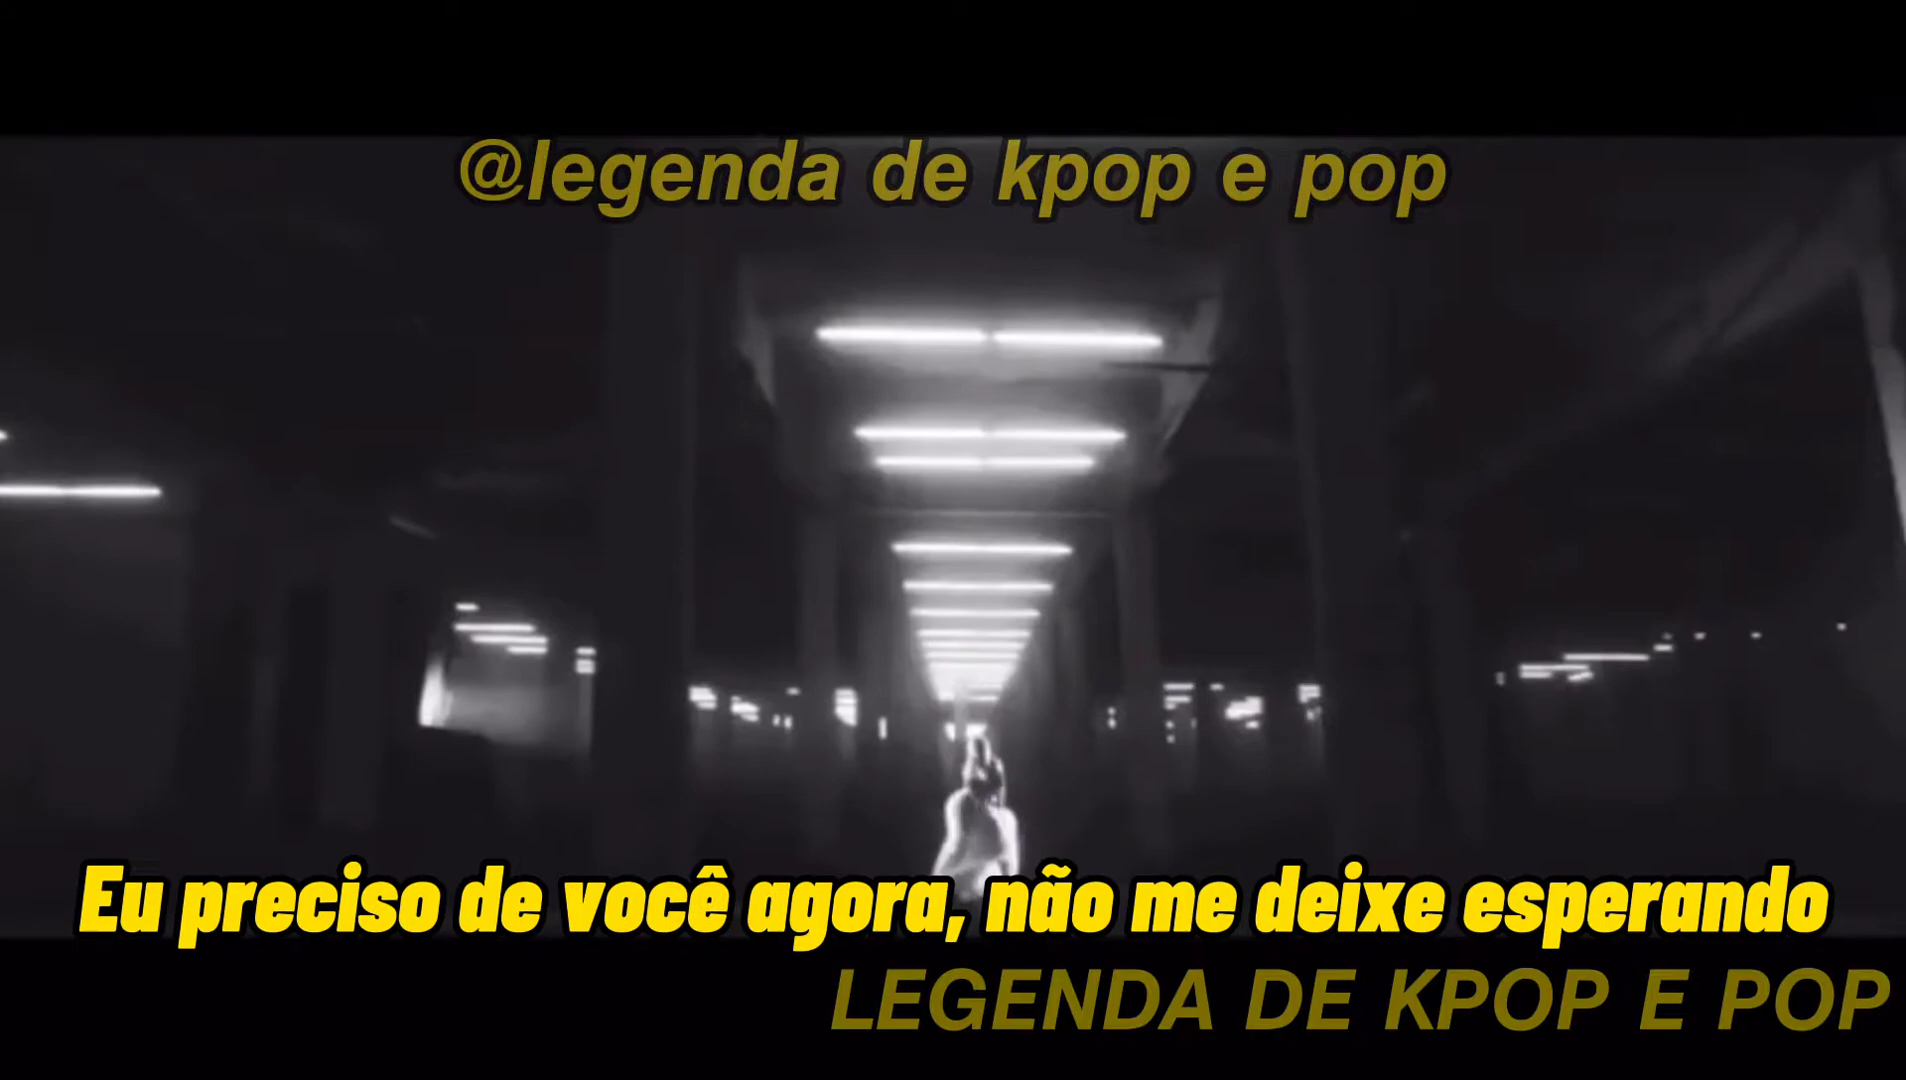 @legenda de kpop e pop
Eu preciso de você agora, não me deixe esperando
LEGENDA DE KPOP E POP